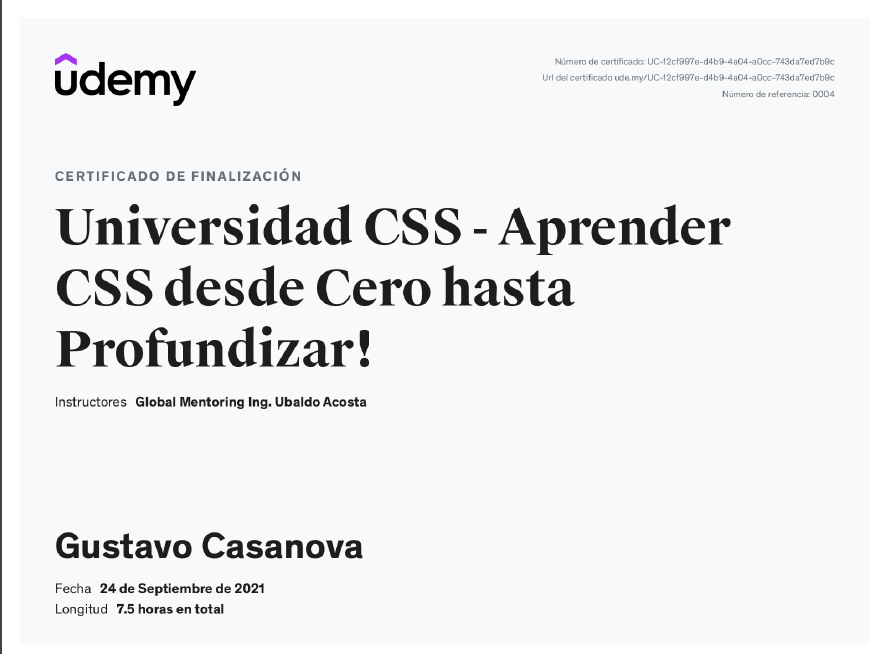 udemy
Número de certificado: UC-f2cf997e-d4b9-4a04-a0cc-743da7ed7b9c
Url del certificado ude.my/UC-f2cf997e-d4b9-4a04-a0cc-743da7ed7b9c
Número de referencia: 0004
CERTIFICADO DE FINALIZACIÓN
Universidad CSS - Aprender
CSS desde Cero hasta
Profundizar!
Instructores Global Mentoring Ing. Ubaldo Acosta
Gustavo Casanova
Fecha 24 de Septiembre de 2021
Longitud 7.5 horas en total